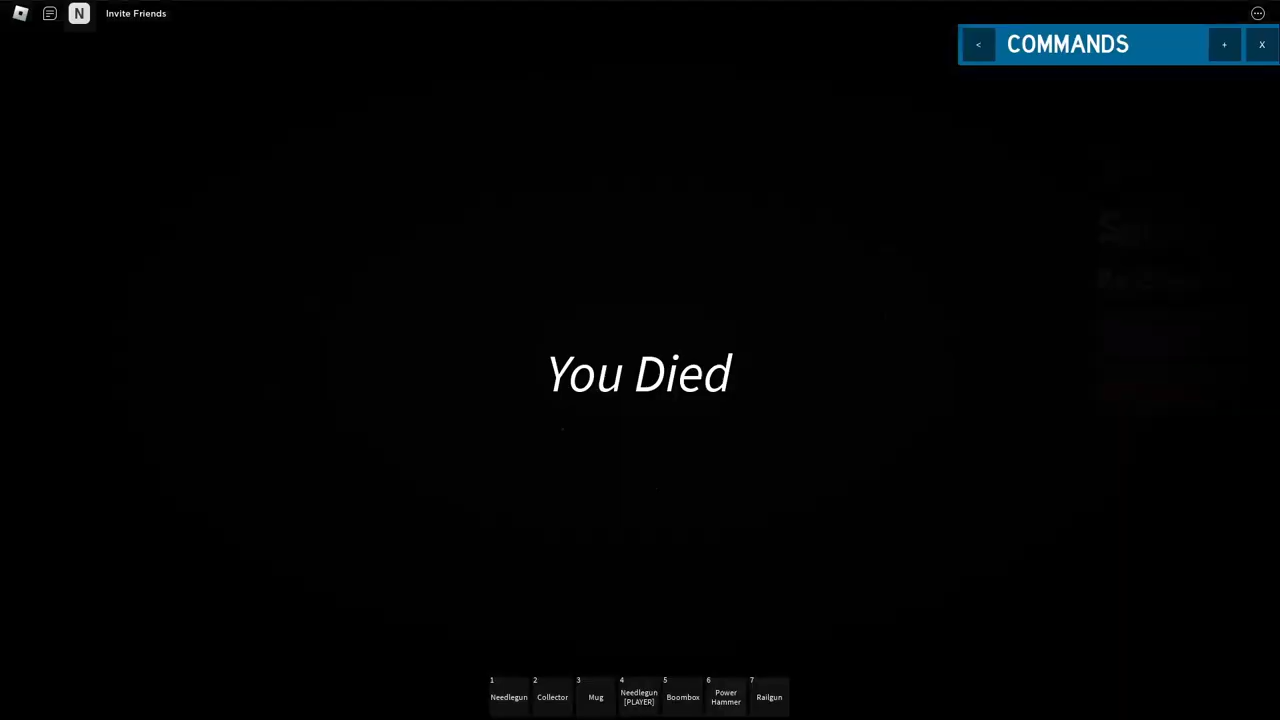 N
Invite Friends
< COMMANDS + X
You Died
1 2 3 4 5 6 7
Needlegun Collector Mug Needlegun [PLAYER] Boombox Power Hammer Railgun